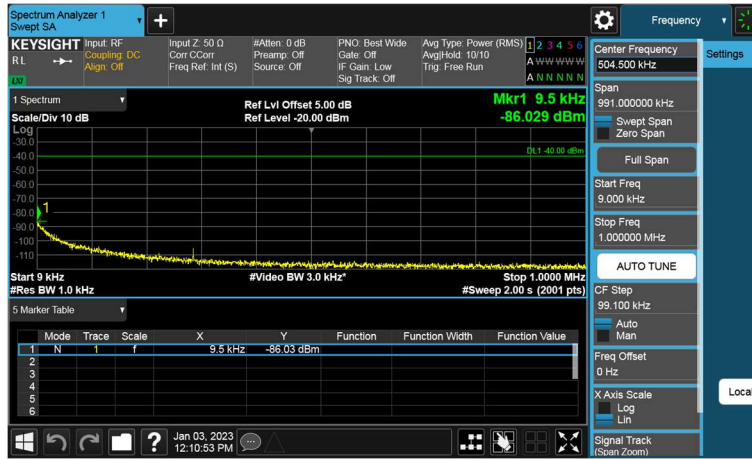 Spectrum Analyzer 1
Swept SA
Frequency
KEYSIGHT
RL
LXI
Input: RF
Coupling: DC
Align: Off
Input Z: 50 Ω
Corr CCorr
Freq Ref: Int (S)
#Atten: 0 dB
Preamp: Off
Source: Off
PNO: Best Wide
Gate: Off
IF Gain: Low
Sig Track: Off
Avg Type: Power (RMS)
Avg|Hold: 10/10
Trig: Free Run
1 2 3 4 5 6
A W W W W W
A N N N N N
1 Spectrum
Scale/Div 10 dB
Ref Lvl Offset 5.00 dB
Ref Level -20.00 dBm
Mkr1 9.5 kHz
-86.029 dBm
Log
-30.0
-40.0
-60.0
-70.0
-80.0
-100
-110
DL1 -40.00 dBm
1
Start 9 kHz
#Res BW 1.0 kHz
#Video BW 3.0 kHz*
Stop 1.0000 MHz
#Sweep 2.00 s (2001 pts)
5 Marker Table
Mode Trace Scale X Y Function Function Width Function Value
1 N 1 f 9.5 kHz -86.03 dBm
2
3
4
5
6
Jan 03, 2023
12:10:53 PM
Center Frequency
504.500 kHz
Settings
Span
991.000000 kHz
Swept Span
Zero Span
Full Span
Start Freq
9.000 kHz
Stop Freq
1.000000 MHz
AUTO TUNE
CF Step
99.100 kHz
Auto
Man
Freq Offset
0 Hz
X Axis Scale
Log
Lin
Local
Signal Track
(Span Zoom)